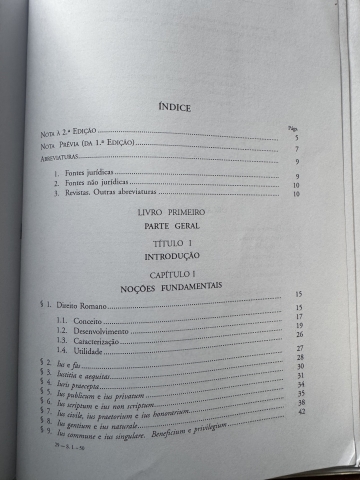 ÍNDICE
Pág.
NOTA À 2.ª EDIÇÃO 5
NOTA PRÉVIA (DA 1.ª EDIÇÃO) 7
ABREVIATURAS 9
1. Fontes jurídicas 9
2. Fontes não jurídicas 10
3. Revistas. Outras abreviaturas 10
LIVRO PRIMEIRO
PARTE GERAL
TÍTULO I
INTRODUÇÃO
CAPÍTULO I
NOÇÕES FUNDAMENTAIS
§ 1. Direito Romano 15
1.1. Conceito 15
1.2. Desenvolvimento 17
1.3. Caracterização 19
1.4. Utilidade 26
§ 2. Ius e fas 27
§ 3. Iustitia e aequitas 28
§ 4. Iuris praecepta 30
§ 5. Ius publicum e ius privatum 31
§ 6. Ius scriptum e ius non scriptum 34
§ 7. Ius civile, ius praetorium e ius honorarium 35
§ 8. Ius gentium e ius naturale 38
§ 9. Ius commune e ius singulare. Beneficium e privilegium 42